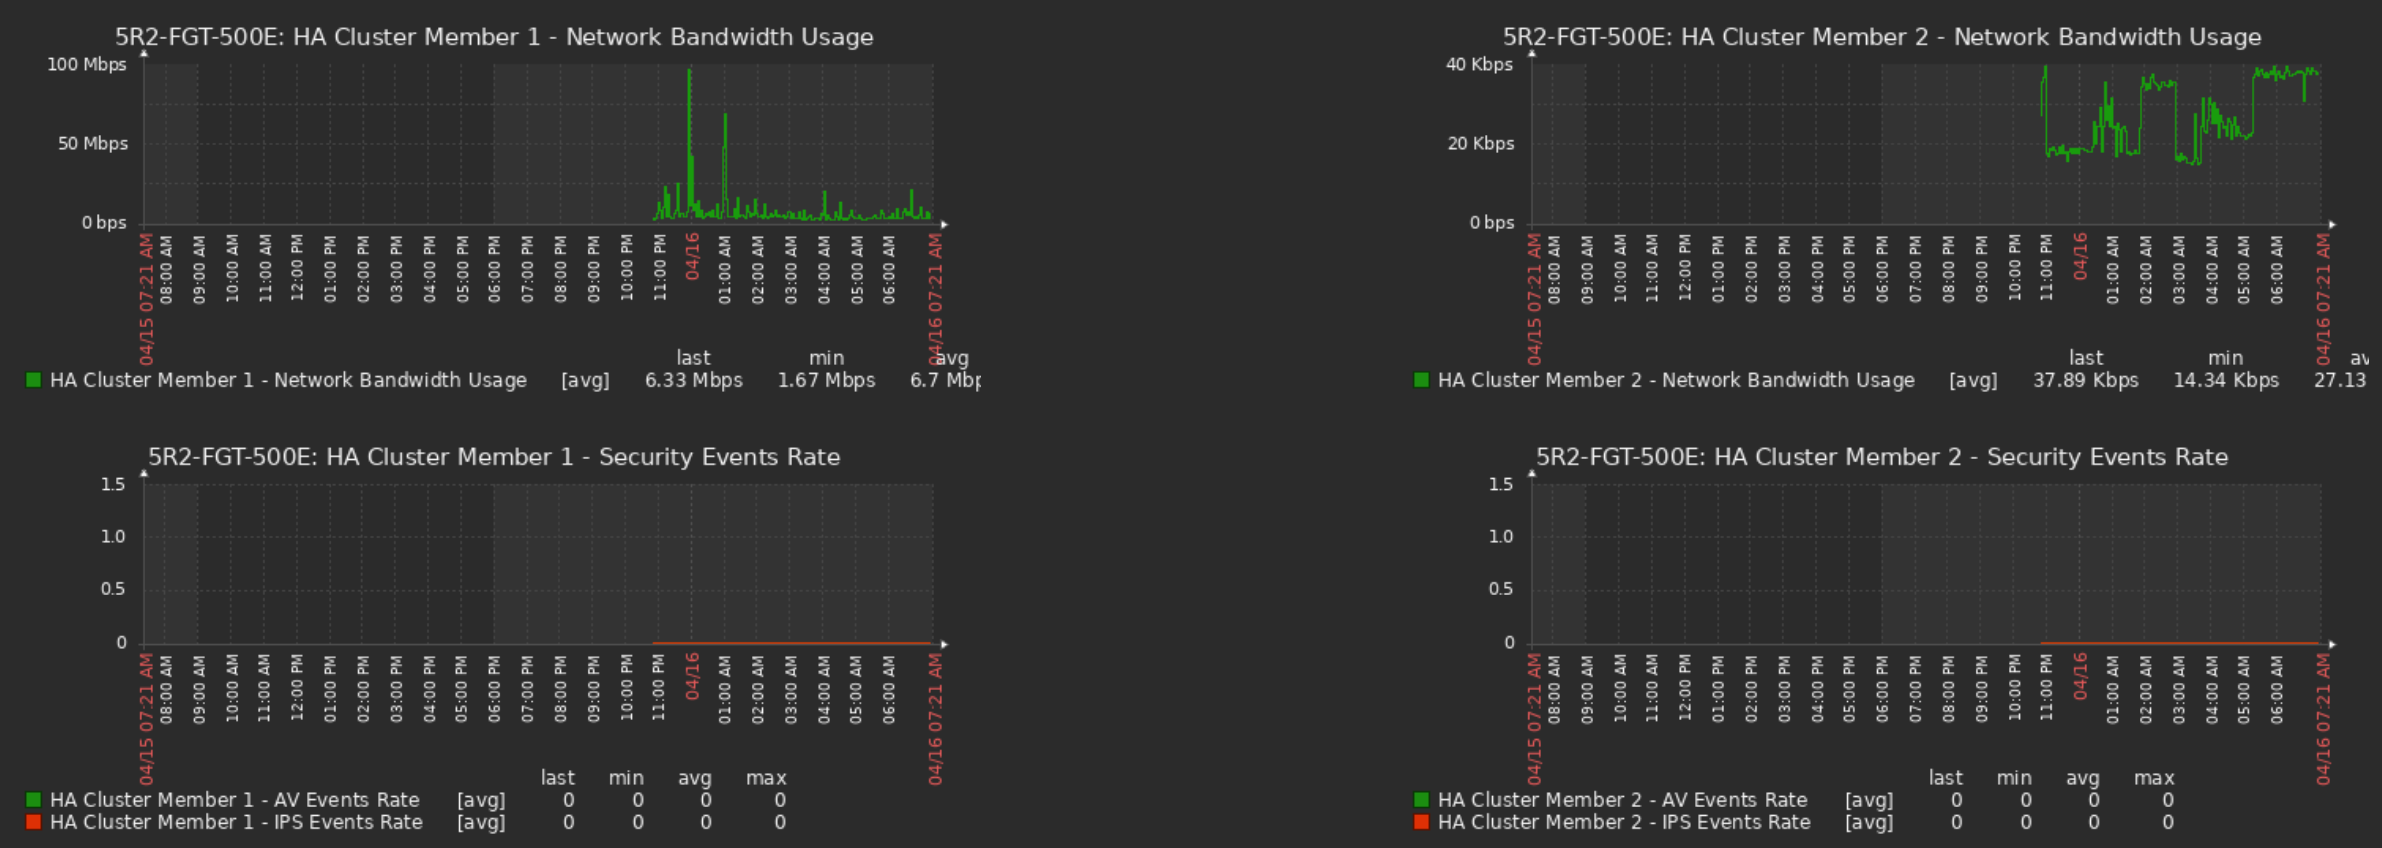 5R2-FGT-500E: HA Cluster Member 1 - Network Bandwidth Usage
100 Mbps
50 Mbps
0 bps
04/15 07:21 AM
08:00 AM
09:00 AM
10:00 AM
11:00 AM
12:00 PM
01:00 PM
02:00 PM
03:00 PM
04:00 PM
05:00 PM
06:00 PM
07:00 PM
08:00 PM
09:00 PM
10:00 PM
11:00 PM
04/16
01:00 AM
02:00 AM
03:00 AM
04:00 AM
05:00 AM
06:00 AM
04/16 07:21 AM
last min avg
HA Cluster Member 1 - Network Bandwidth Usage [avg] 6.33 Mbps 1.67 Mbps 6.7 Mbp
5R2-FGT-500E: HA Cluster Member 2 - Network Bandwidth Usage
40 Kbps
20 Kbps
0 bps
04/15 07:21 AM
08:00 AM
09:00 AM
10:00 AM
11:00 AM
12:00 PM
01:00 PM
02:00 PM
03:00 PM
04:00 PM
05:00 PM
06:00 PM
07:00 PM
08:00 PM
09:00 PM
10:00 PM
11:00 PM
04/16
01:00 AM
02:00 AM
03:00 AM
04:00 AM
05:00 AM
06:00 AM
04/16 07:21 AM
last min av
HA Cluster Member 2 - Network Bandwidth Usage [avg] 37.89 Kbps 14.34 Kbps 27.13
5R2-FGT-500E: HA Cluster Member 1 - Security Events Rate
1.5
1.0
0.5
0
04/15 07:21 AM
08:00 AM
09:00 AM
10:00 AM
11:00 AM
12:00 PM
01:00 PM
02:00 PM
03:00 PM
04:00 PM
05:00 PM
06:00 PM
07:00 PM
08:00 PM
09:00 PM
10:00 PM
11:00 PM
04/16
01:00 AM
02:00 AM
03:00 AM
04:00 AM
05:00 AM
06:00 AM
04/16 07:21 AM
last min avg max
HA Cluster Member 1 - AV Events Rate [avg] 0 0 0 0
HA Cluster Member 1 - IPS Events Rate [avg] 0 0 0 0
5R2-FGT-500E: HA Cluster Member 2 - Security Events Rate
1.5
1.0
0.5
0
04/15 07:21 AM
08:00 AM
09:00 AM
10:00 AM
11:00 AM
12:00 PM
01:00 PM
02:00 PM
03:00 PM
04:00 PM
05:00 PM
06:00 PM
07:00 PM
08:00 PM
09:00 PM
10:00 PM
11:00 PM
04/16
01:00 AM
02:00 AM
03:00 AM
04:00 AM
05:00 AM
06:00 AM
04/16 07:21 AM
last min avg max
HA Cluster Member 2 - AV Events Rate [avg] 0 0 0 0
HA Cluster Member 2 - IPS Events Rate [avg] 0 0 0 0